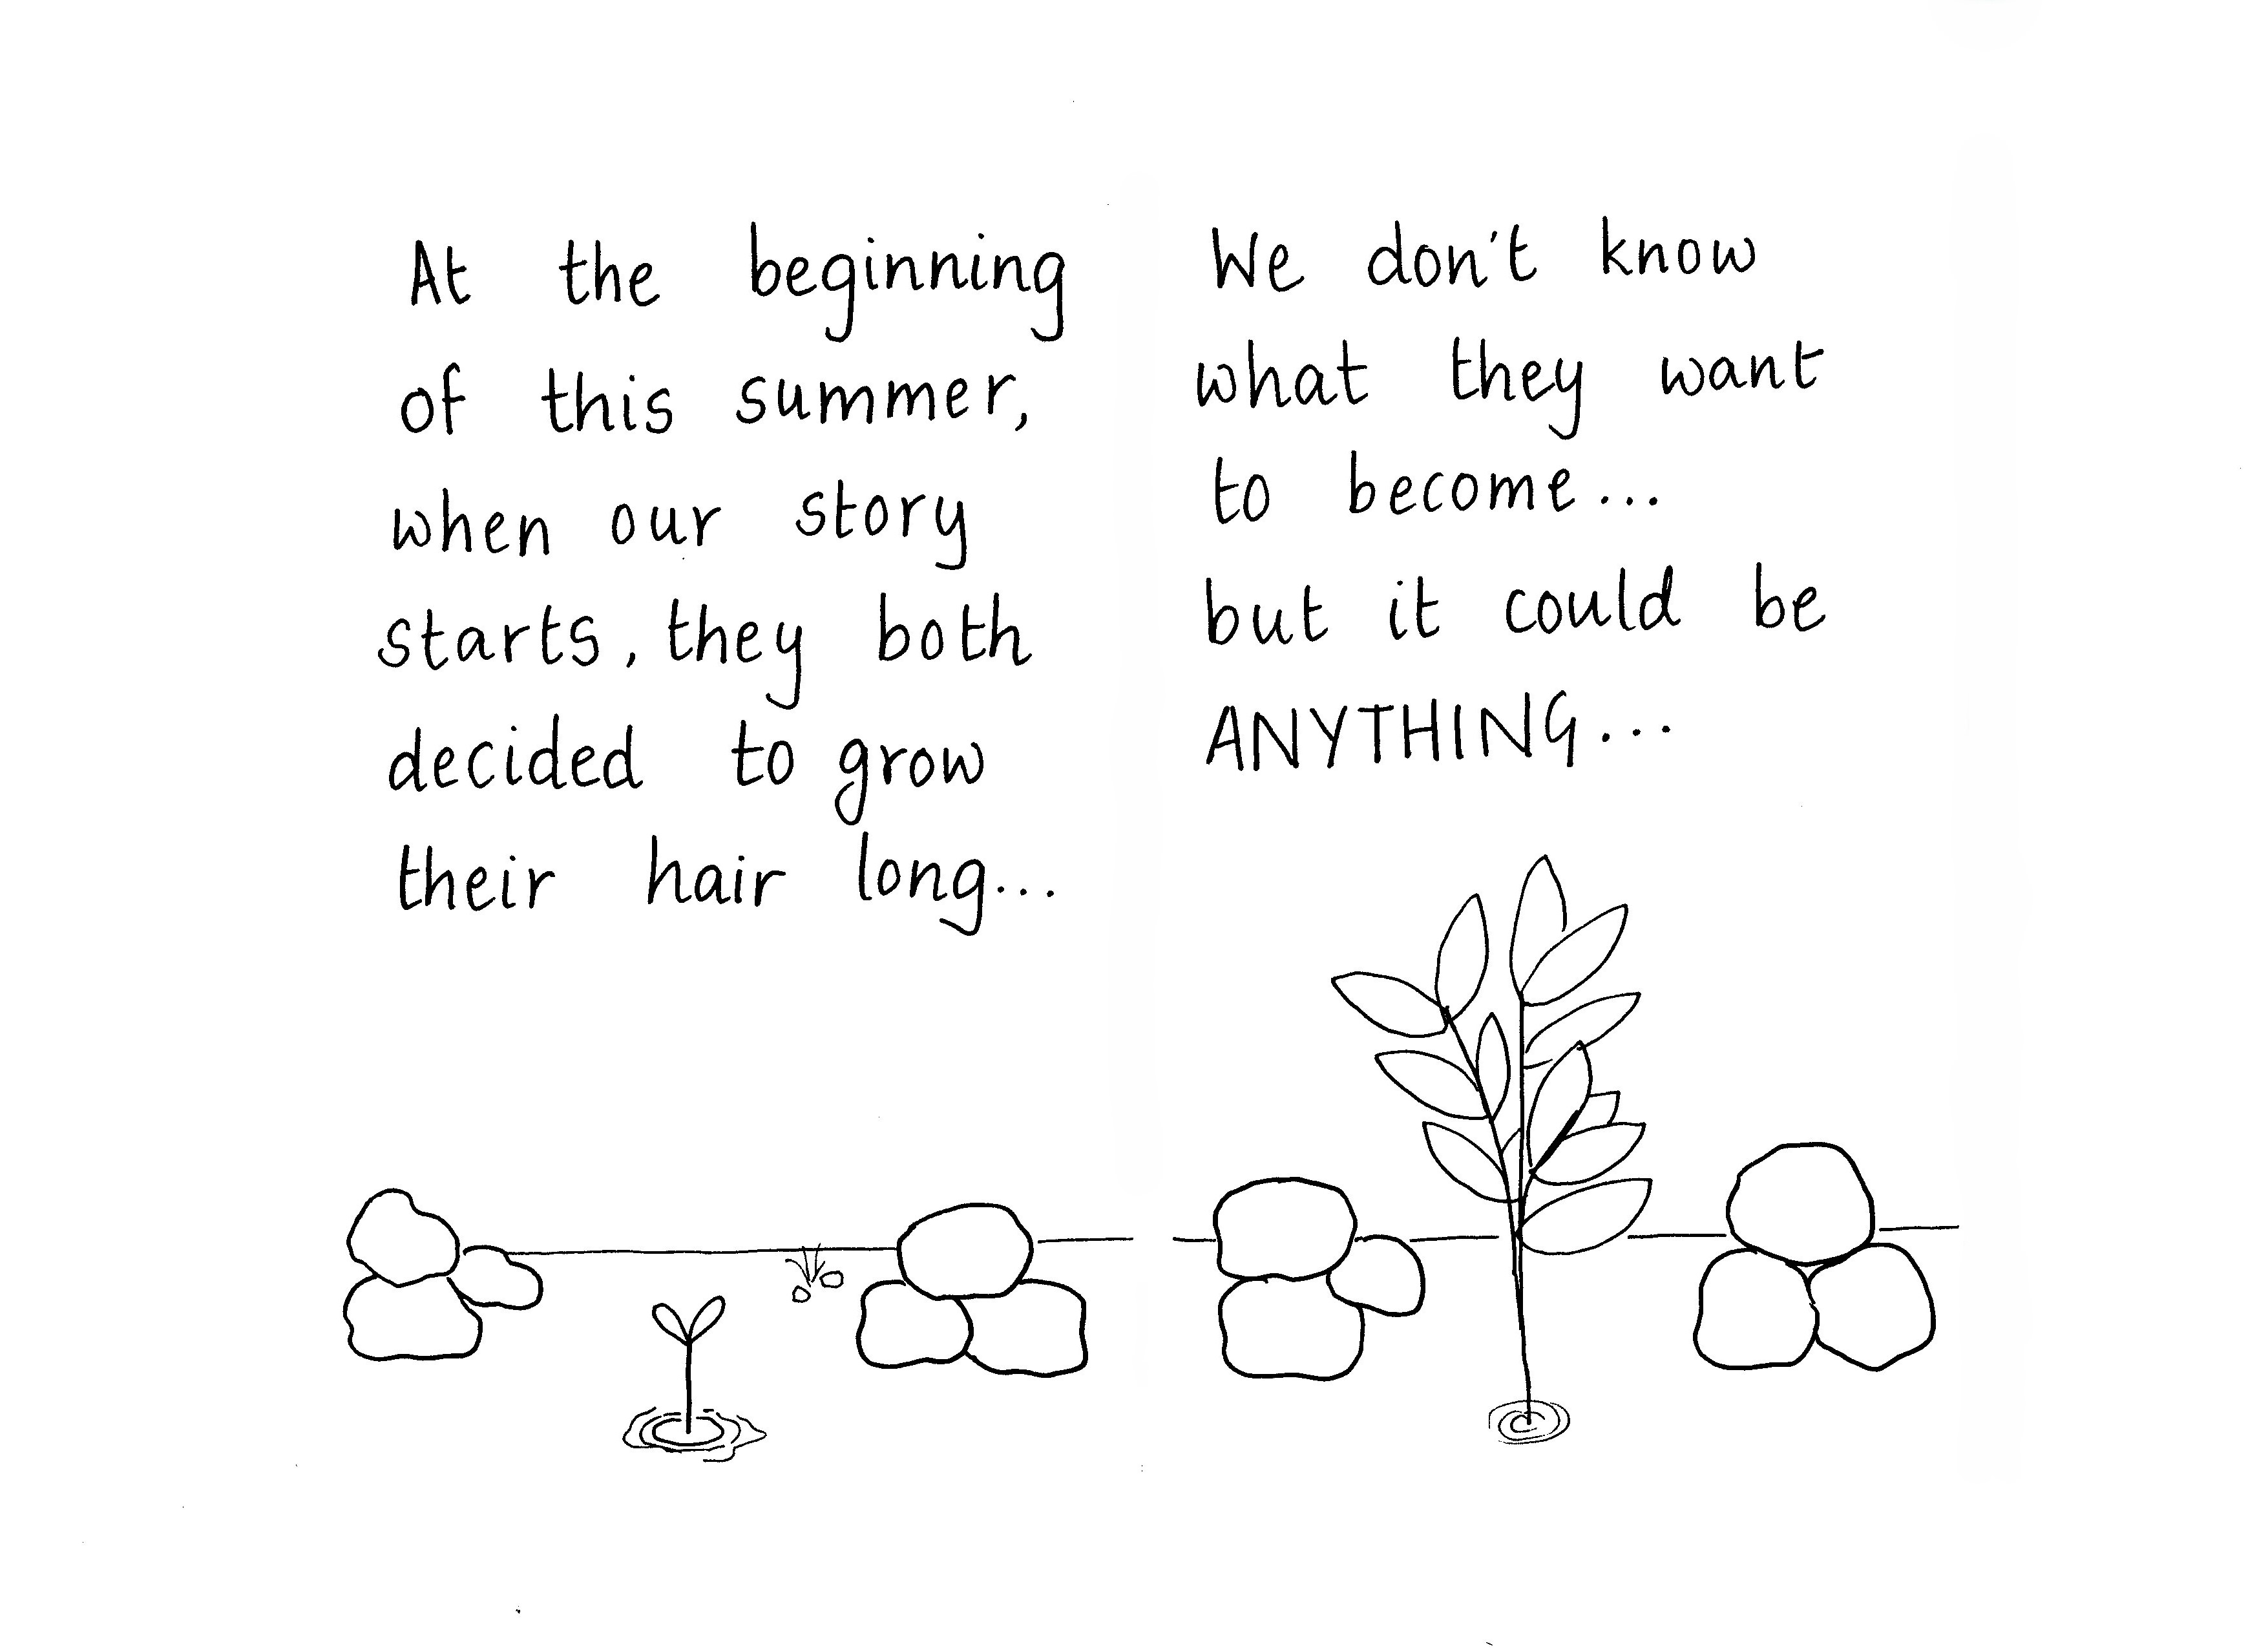 At the beginning
of this summer,
when our story
starts, they both
decided to grow
their hair long...
We don't know
what they want
to become...
but it could be
ANYTHING...